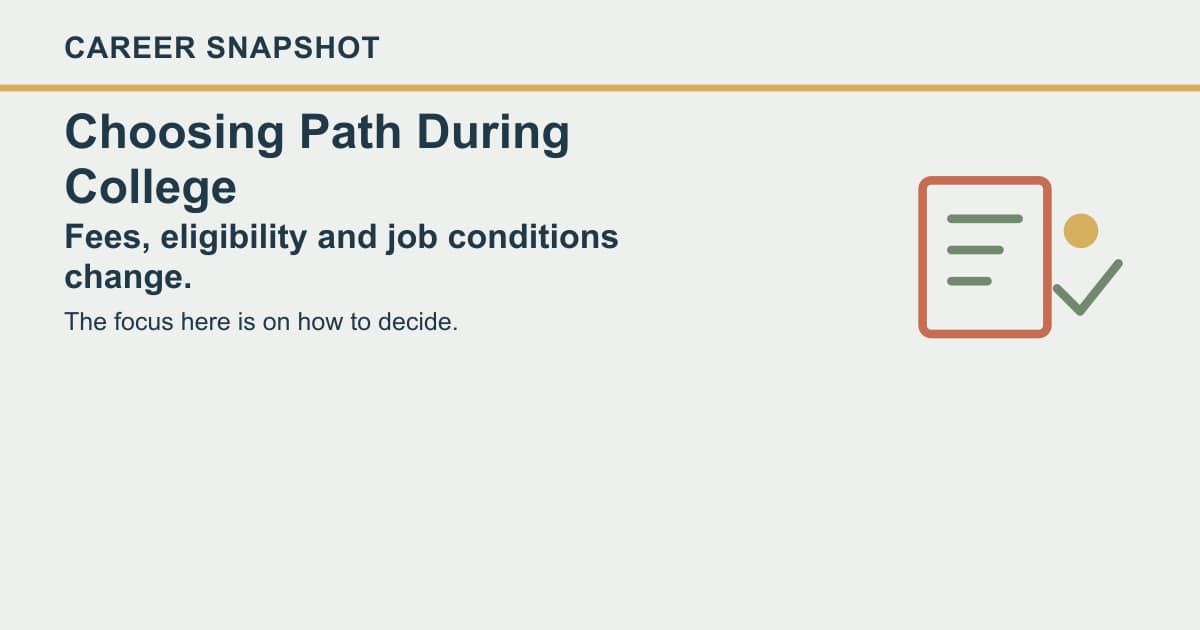 CAREER SNAPSHOT
Choosing Path During
College
Fees, eligibility and job conditions
change.
The focus here is on how to decide.